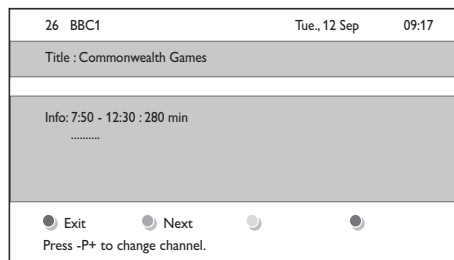 26 BBC1 Tue., 12 Sep 09:17
Title : Commonwealth Games
Info: 7:50 - 12:30 : 280 min
..........
Exit Next
Press -P+ to change channel.